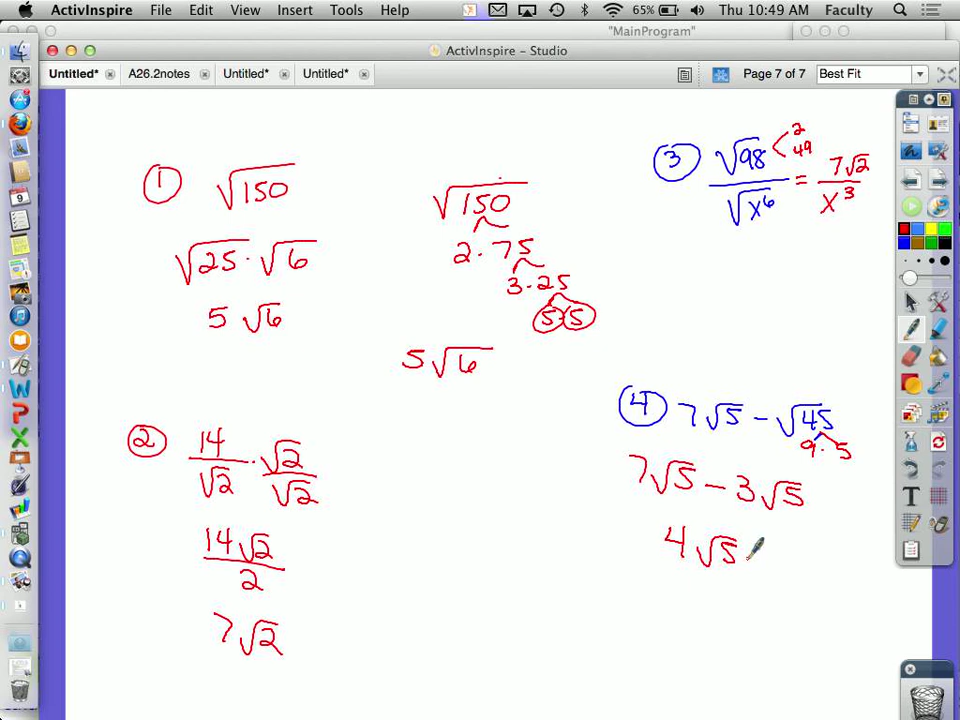 ActivInspire File Edit View Insert Tools Help 65% Thu 10:49 AM Faculty
"MainProgram"
ActivInspire - Studio
Untitled* A26.2notes Untitled* Untitled* Page 7 of 7 Best Fit
① √150
√25 · √6
5 √6
√150
2 · 75
3 · 25
5 · 5
5√6
② 14/√2 · √2/√2
14√2/2
7√2
③ √98/√x⁶ = 7√2/x³
2
49
④ 7√5 − √45
9 · 5
7√5 − 3√5
4√5